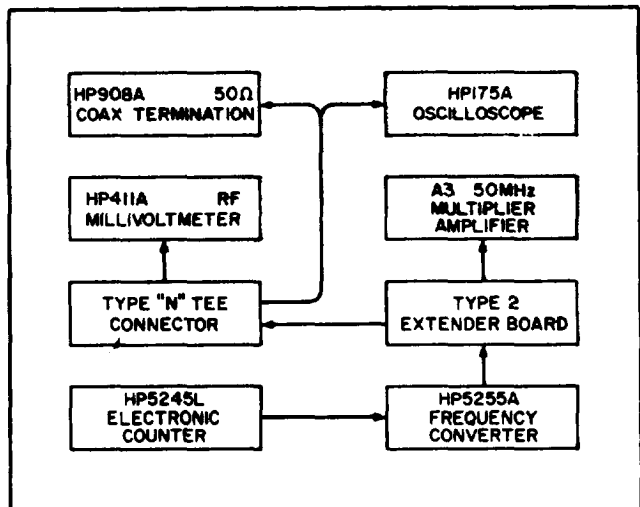 HP908A 50Ω
COAX TERMINATION
HP175A
OSCILLOSCOPE
HP411A RF
MILLIVOLTMETER
A3 50MHz
MULTIPLIER
AMPLIFIER
TYPE "N" TEE
CONNECTOR
TYPE 2
EXTENDER BOARD
HP5245L
ELECTRONIC
COUNTER
HP5255A
FREQUENCY
CONVERTER